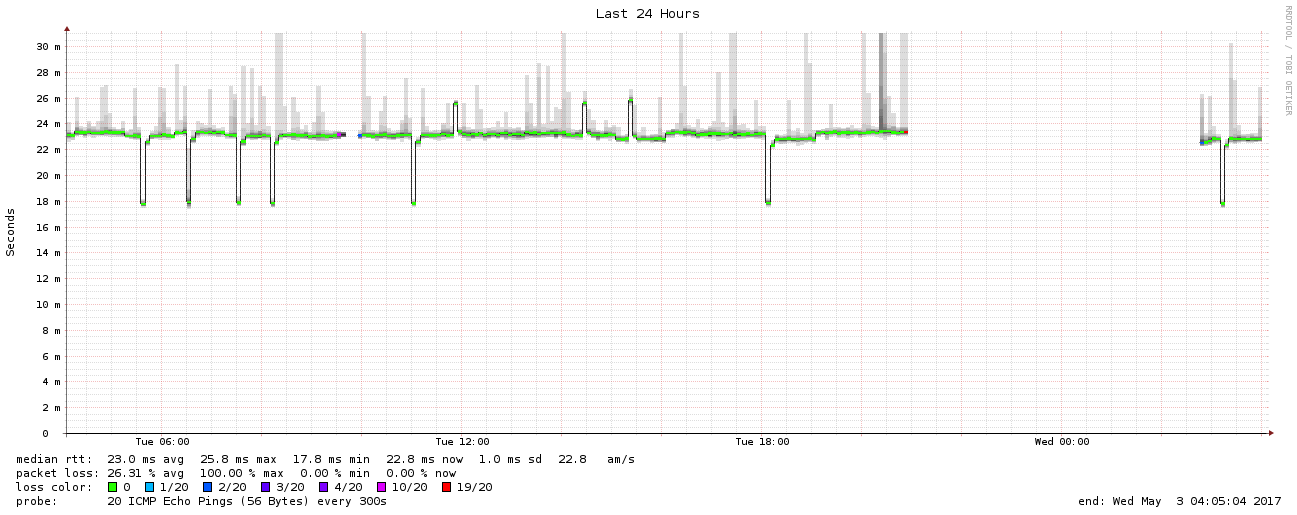 Last 24 Hours
RRDTOOL / TOBI OETIKER
Seconds
30 m
28 m
26 m
24 m
22 m
20 m
18 m
16 m
14 m
12 m
10 m
8 m
6 m
4 m
2 m
0
Tue 06:00 Tue 12:00 Tue 18:00 Wed 00:00
median rtt: 23.0 ms avg 25.8 ms max 17.8 ms min 22.8 ms now 1.0 ms sd 22.8 am/s
packet loss: 26.31 % avg 100.00 % max 0.00 % min 0.00 % now
loss color: 0 1/20 2/20 3/20 4/20 10/20 19/20
probe: 20 ICMP Echo Pings (56 Bytes) every 300s end: Wed May 3 04:05:04 2017